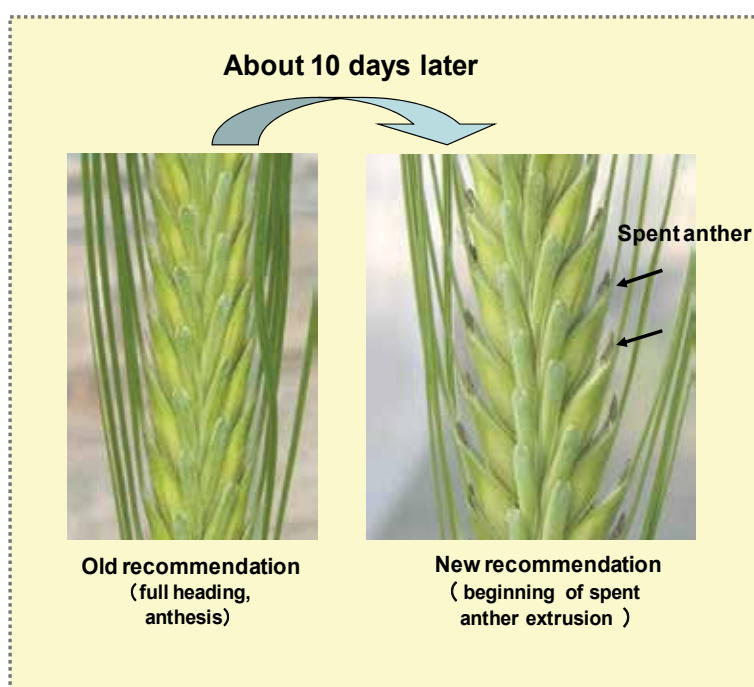 About 10 days later
Spent anther
Old recommendation
（full heading,
anthesis）
New recommendation
（ beginning of spent
anther extrusion ）